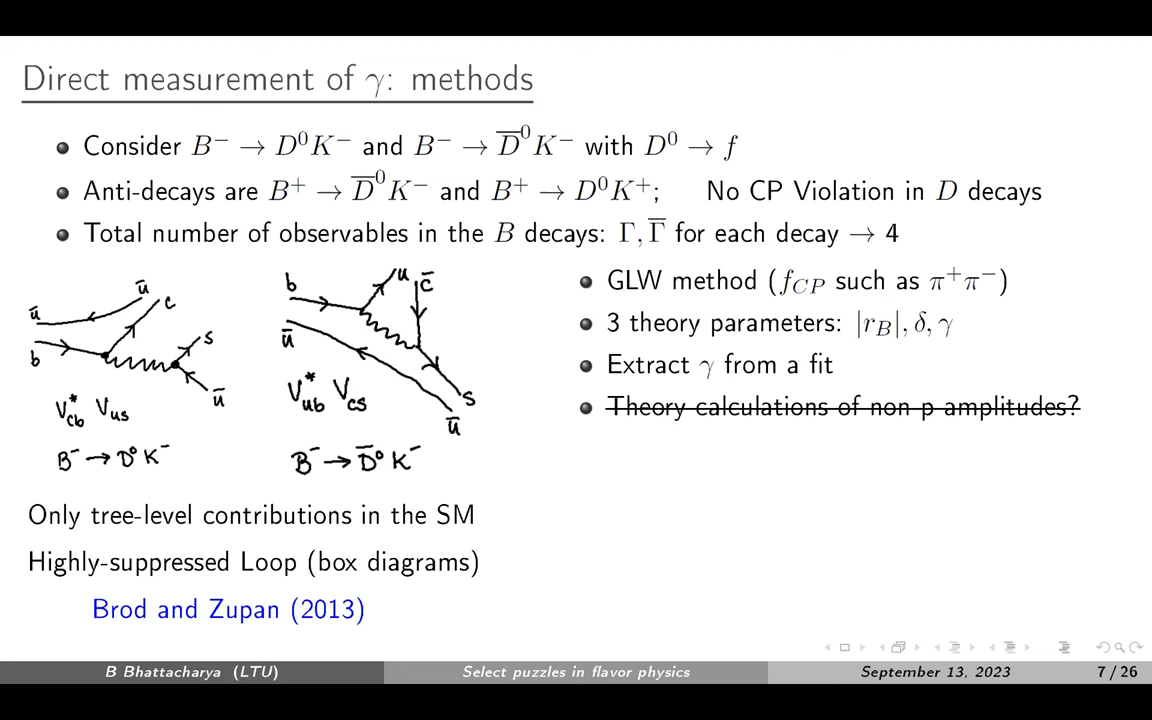 Direct measurement of γ: methods
• Consider B⁻ → D⁰K⁻ and B⁻ → D̅⁰K⁻ with D⁰ → f
• Anti-decays are B⁺ → D̅⁰K⁻ and B⁺ → D⁰K⁺; No CP Violation in D decays
• Total number of observables in the B decays: Γ, Γ̅ for each decay → 4
ū
c
ū
b
s
ū
V*cb Vus
B⁻ → D⁰ K⁻
b
u
c̄
ū
s
ū
V*ub Vcs
B⁻ → D̅⁰ K⁻
• GLW method (f_CP such as π⁺π⁻)
• 3 theory parameters: |r_B|, δ, γ
• Extract γ from a fit
• Theory calculations of non-p amplitudes?
Only tree-level contributions in the SM
Highly-suppressed Loop (box diagrams)
Brod and Zupan (2013)
B Bhattacharya (LTU)
Select puzzles in flavor physics
September 13, 2023
7 / 26